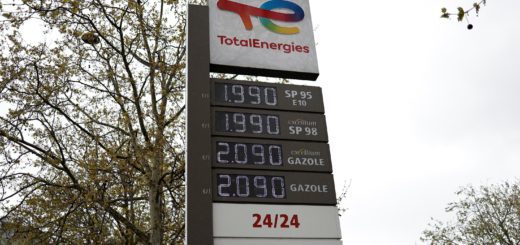 TotalEnergies
1.990 SP 95
E10
1.990 excellium
SP 98
2.090 excellium
GAZOLE
2.090 GAZOLE
24/24